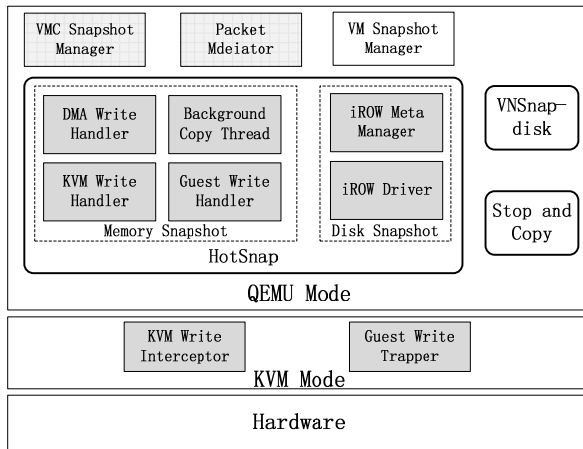 VMC Snapshot
Manager
Packet
Mdeiator
VM Snapshot
Manager
DMA Write
Handler
Background
Copy Thread
KVM Write
Handler
Guest Write
Handler
Memory Snapshot
iROW Meta
Manager
iROW Driver
Disk Snapshot
HotSnap
VNSnap-
disk
Stop and
Copy
QEMU Mode
KVM Write
Interceptor
Guest Write
Trapper
KVM Mode
Hardware